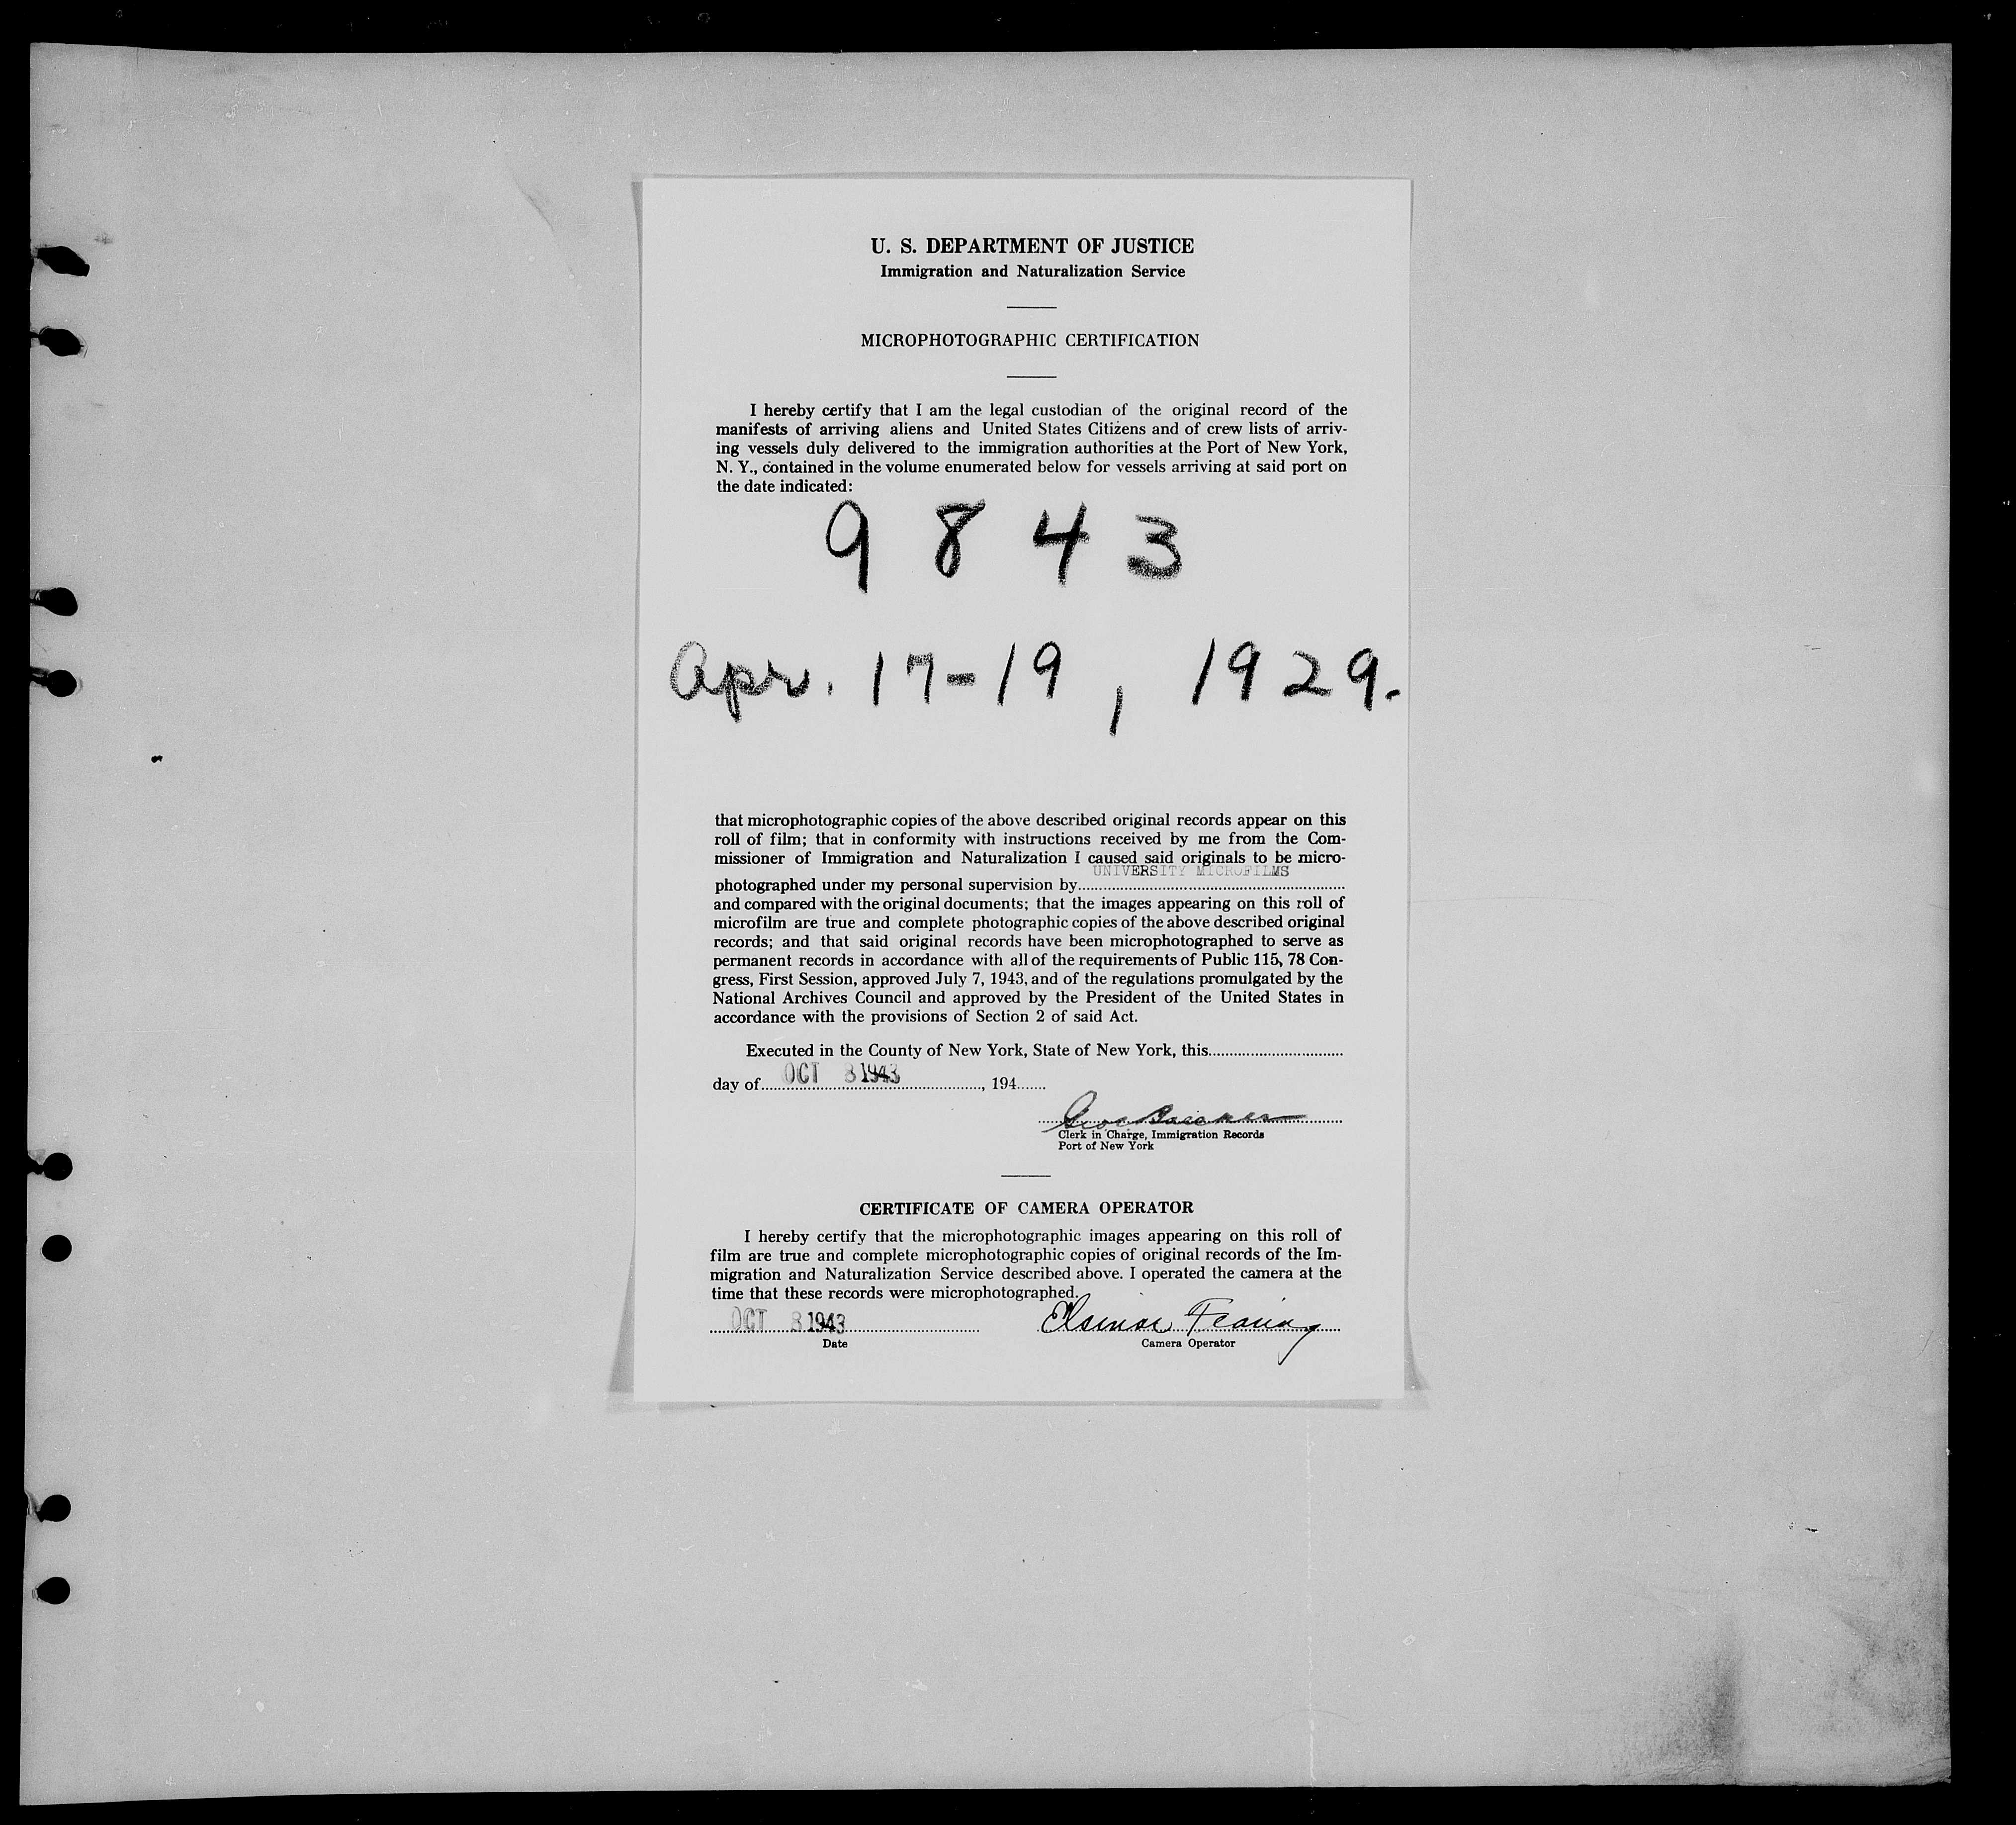 U. S. DEPARTMENT OF JUSTICE
Immigration and Naturalization Service
MICROPHOTOGRAPHIC CERTIFICATION
I hereby certify that I am the legal custodian of the original record of the
manifests of arriving aliens and United States Citizens and of crew lists of arriv-
ing vessels duly delivered to the immigration authorities at the Port of New York,
N. Y., contained in the volume enumerated below for vessels arriving at said port on
the date indicated:
9843
Apr. 17-19, 1929.
that microphotographic copies of the above described original records appear on this
roll of film; that in conformity with instructions received by me from the Com-
missioner of Immigration and Naturalization I caused said originals to be micro-
UNIVERSITY MICROFILMS
photographed under my personal supervision by
and compared with the original documents; that the images appearing on this roll of
microfilm are true and complete photographic copies of the above described original
records; and that said original records have been microphotographed to serve as
permanent records in accordance with all of the requirements of Public 115, 78 Con-
gress, First Session, approved July 7, 1943, and of the regulations promulgated by the
National Archives Council and approved by the President of the United States in
accordance with the provisions of Section 2 of said Act.
Executed in the County of New York, State of New York, this
day of OCT 8 1943, 194
Clerk in Charge, Immigration Records
Port of New York
CERTIFICATE OF CAMERA OPERATOR
I hereby certify that the microphotographic images appearing on this roll of
film are true and complete microphotographic copies of original records of the Im-
migration and Naturalization Service described above. I operated the camera at the
time that these records were microphotographed.
OCT 8 1943
Date
Camera Operator